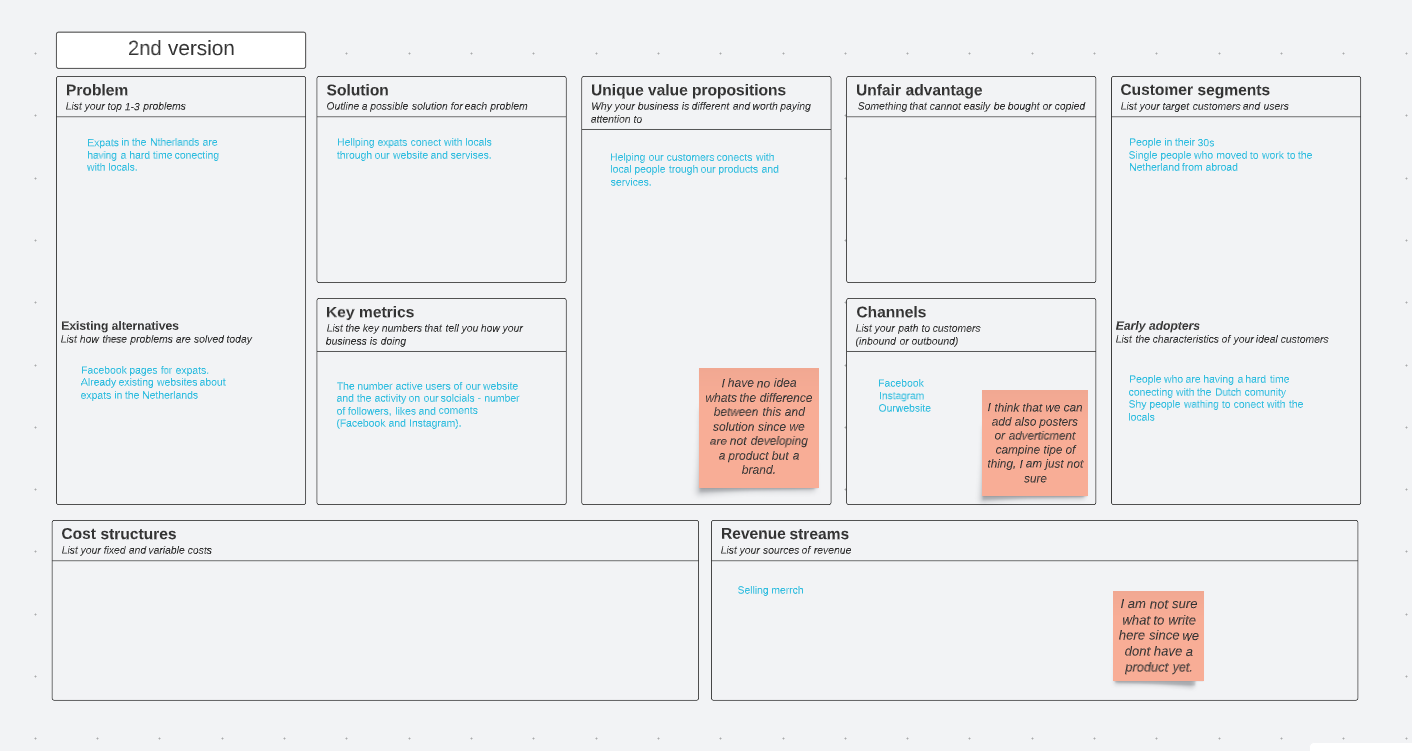 2nd version
Problem
List your top 1-3 problems
Expats in the Ntherlands are
having a hard time conecting
with locals.
Existing alternatives
List how these problems are solved today
Facebook pages for expats.
Already existing websites about
expats in the Netherlands
Solution
Outline a possible solution for each problem
Hellping expats conect with locals
through our website and servises.
Key metrics
List the key numbers that tell you how your
business is doing
The number active users of our website
and the activity on our solcials - number
of followers, likes and coments
(Facebook and Instagram).
Unique value propositions
Why your business is different and worth paying
attention to
Helping our customers conects with
local people trough our products and
services.
I have no idea
whats the difference
between this and
solution since we
are not developing
a product but a
brand.
Unfair advantage
Something that cannot easily be bought or copied
Channels
List your path to customers
(inbound or outbound)
Facebook
Instagram
Ourwebsite
I think that we can
add also posters
or adverticment
campine tipe of
thing, I am just not
sure
Customer segments
List your target customers and users
People in their 30s
Single people who moved to work to the
Netherland from abroad
Early adopters
List the characteristics of your ideal customers
People who are having a hard time
conecting with the Dutch comunity
Shy people wathing to conect with the
locals
Cost structures
List your fixed and variable costs
Revenue streams
List your sources of revenue
Selling merrch
I am not sure
what to write
here since we
dont have a
product yet.